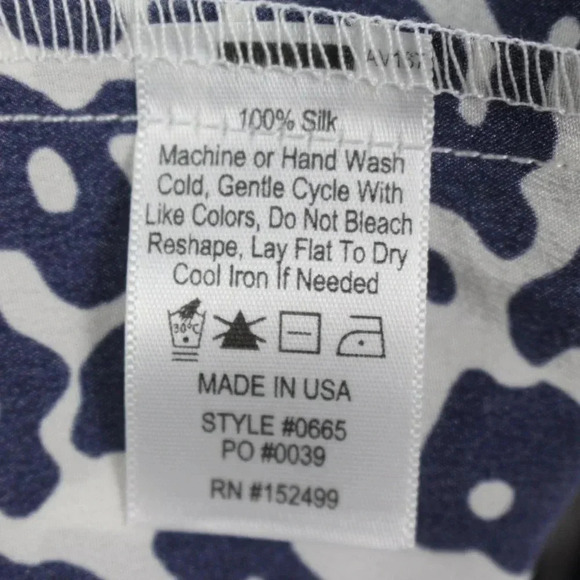 100% Silk
Machine or Hand Wash
Cold, Gentle Cycle With
Like Colors, Do Not Bleach
Reshape, Lay Flat To Dry
Cool Iron If Needed
30°C
MADE IN USA
STYLE #0665
PO #0039
RN #152499